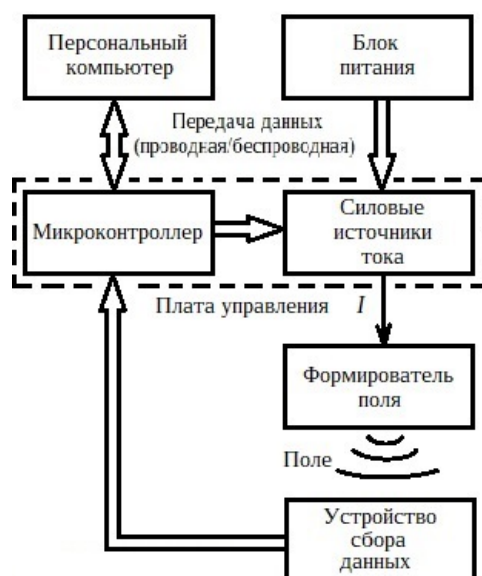 Персональный
компьютер
Блок
питания
Передача данных
(проводная/беспроводная)
Микроконтроллер
Силовые
источники
тока
Плата управления
I
Формирователь
поля
Поле
Устройство
сбора
данных